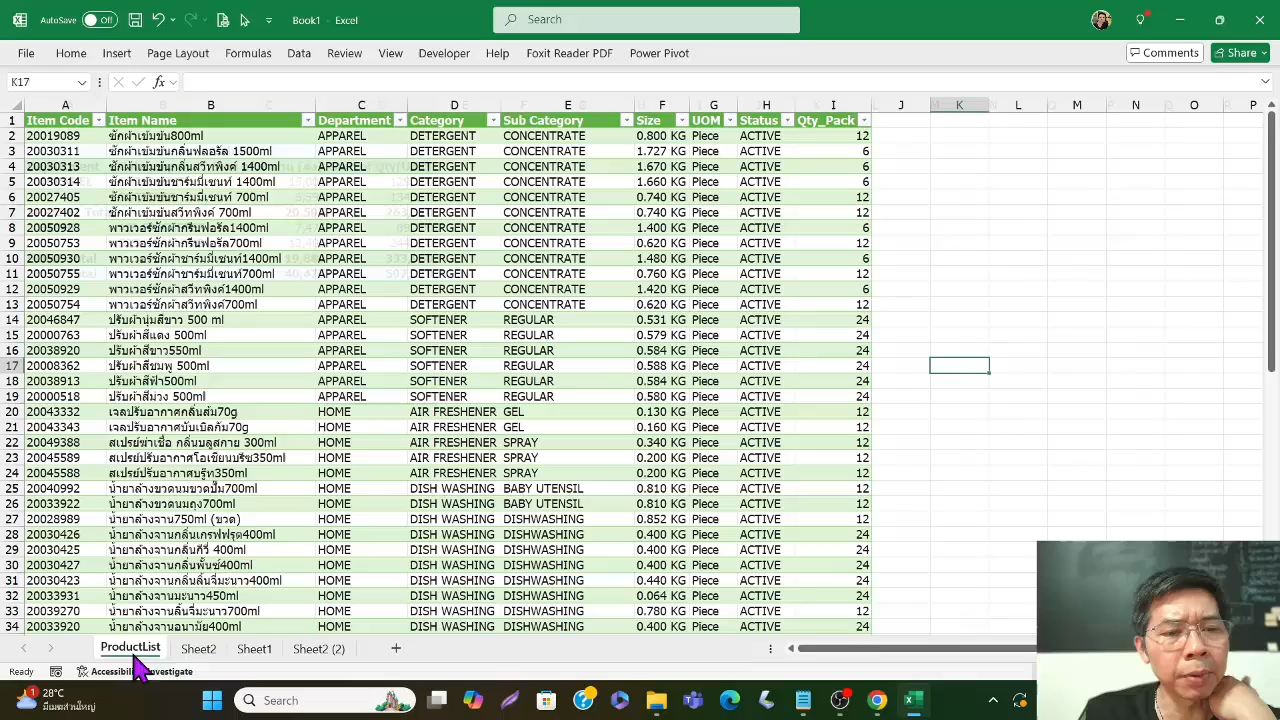 AutoSave Off Book1 - Excel Search
File Home Insert Page Layout Formulas Data Review View Developer Help Foxit Reader PDF Power Pivot Comments Share
K17 fx
A B C D E F G H I J K L M N O P
1 Item Code Item Name Department Category Sub Category Size UOM Status Qty_Pack
2 20019089 ซักผ้าเข้มข้น800ml APPAREL DETERGENT CONCENTRATE 0.800 KG Piece ACTIVE 12
3 20030311 ซักผ้าเข้มข้นกลิ่นฟลอรัล 1500ml APPAREL DETERGENT CONCENTRATE 1.727 KG Piece ACTIVE 6
4 20030313 ซักผ้าเข้มข้นกลิ่นสวีทพิงค์ 1400ml APPAREL DETERGENT CONCENTRATE 1.670 KG Piece ACTIVE 6
5 20030314 ซักผ้าเข้มข้นชาร์มมิ่เซนท์ 1400ml APPAREL DETERGENT CONCENTRATE 1.660 KG Piece ACTIVE 6
6 20027405 ซักผ้าเข้มข้นชาร์มมิ่เซนท์ 700ml APPAREL DETERGENT CONCENTRATE 0.740 KG Piece ACTIVE 12
7 20027402 ซักผ้าเข้มข้นสวีทพิงค์ 700ml APPAREL DETERGENT CONCENTRATE 0.740 KG Piece ACTIVE 12
8 20050928 พาวเวอร์ซักผ้ากรีนฟอรัล1400ml APPAREL DETERGENT CONCENTRATE 1.400 KG Piece ACTIVE 6
9 20050753 พาวเวอร์ซักผ้ากรีนฟอรัล700ml APPAREL DETERGENT CONCENTRATE 0.620 KG Piece ACTIVE 12
10 20050930 พาวเวอร์ซักผ้าชาร์มมิ่เซนท์1400ml APPAREL DETERGENT CONCENTRATE 1.480 KG Piece ACTIVE 6
11 20050755 พาวเวอร์ซักผ้าชาร์มมิ่เซนท์700ml APPAREL DETERGENT CONCENTRATE 0.760 KG Piece ACTIVE 12
12 20050929 พาวเวอร์ซักผ้าสวีทพิงค์1400ml APPAREL DETERGENT CONCENTRATE 1.420 KG Piece ACTIVE 6
13 20050754 พาวเวอร์ซักผ้าสวีทพิงค์700ml APPAREL DETERGENT CONCENTRATE 0.620 KG Piece ACTIVE 12
14 20046847 ปรับผ้านุ่มสีขาว 500 ml APPAREL SOFTENER REGULAR 0.531 KG Piece ACTIVE 24
15 20000763 ปรับผ้าสีแดง 500ml APPAREL SOFTENER REGULAR 0.579 KG Piece ACTIVE 24
16 20038920 ปรับผ้าสีขาว550ml APPAREL SOFTENER REGULAR 0.584 KG Piece ACTIVE 24
17 20008362 ปรับผ้าสีชมพู 500ml APPAREL SOFTENER REGULAR 0.588 KG Piece ACTIVE 24
18 20038913 ปรับผ้าสีฟ้า500ml APPAREL SOFTENER REGULAR 0.584 KG Piece ACTIVE 24
19 20000518 ปรับผ้าสีม่วง 500ml APPAREL SOFTENER REGULAR 0.580 KG Piece ACTIVE 24
20 20043332 เจลปรับอากาศกลิ่นส้ม70g HOME AIR FRESHENER GEL 0.130 KG Piece ACTIVE 12
21 20043343 เจลปรับอากาศบับเบิลกัม70g HOME AIR FRESHENER GEL 0.160 KG Piece ACTIVE 12
22 20049388 สเปรย์ฆ่าเชื้อ กลิ่นบลูสกาย 300ml HOME AIR FRESHENER SPRAY 0.340 KG Piece ACTIVE 12
23 20045589 สเปรย์ปรับอากาศโอเชี่ยนบรีซ350ml HOME AIR FRESHENER SPRAY 0.200 KG Piece ACTIVE 12
24 20045588 สเปรย์ปรับอากาศบรู๊ท350ml HOME AIR FRESHENER SPRAY 0.200 KG Piece ACTIVE 12
25 20040992 น้ำยาล้างขวดนมขวดปั๊ม700ml HOME DISH WASHING BABY UTENSIL 0.810 KG Piece ACTIVE 12
26 20033922 น้ำยาล้างขวดนมถุง700ml HOME DISH WASHING BABY UTENSIL 0.810 KG Piece ACTIVE 12
27 20028989 น้ำยาล้างจาน750ml (ขวด) HOME DISH WASHING DISHWASHING 0.852 KG Piece ACTIVE 12
28 20030426 น้ำยาล้างจานกลิ่นเกรฟฟรุ๊ต400ml HOME DISH WASHING DISHWASHING 0.400 KG Piece ACTIVE 24
29 20030425 น้ำยาล้างจานกลิ่นกีวี่ 400ml HOME DISH WASHING DISHWASHING 0.400 KG Piece ACTIVE 24
30 20030427 น้ำยาล้างจานกลิ่นพั้นซ์400ml HOME DISH WASHING DISHWASHING 0.400 KG Piece ACTIVE 24
31 20030423 น้ำยาล้างจานกลิ่นลิ้นจี่มะนาว400ml HOME DISH WASHING DISHWASHING 0.440 KG Piece ACTIVE 24
32 20033931 น้ำยาล้างจานมะนาว450ml HOME DISH WASHING DISHWASHING 0.064 KG Piece ACTIVE 24
33 20039270 น้ำยาล้างจานลิ้นจี่มะนาว700ml HOME DISH WASHING DISHWASHING 0.780 KG Piece ACTIVE 12
34 20033920 น้ำยาล้างจานอนามัย400ml HOME DISH WASHING DISHWASHING 0.400 KG Piece ACTIVE 24
ProductList Sheet2 Sheet1 Sheet2 (2)
Ready Accessibility: Investigate
28°C
มีเมฆส่วนใหญ่
Search